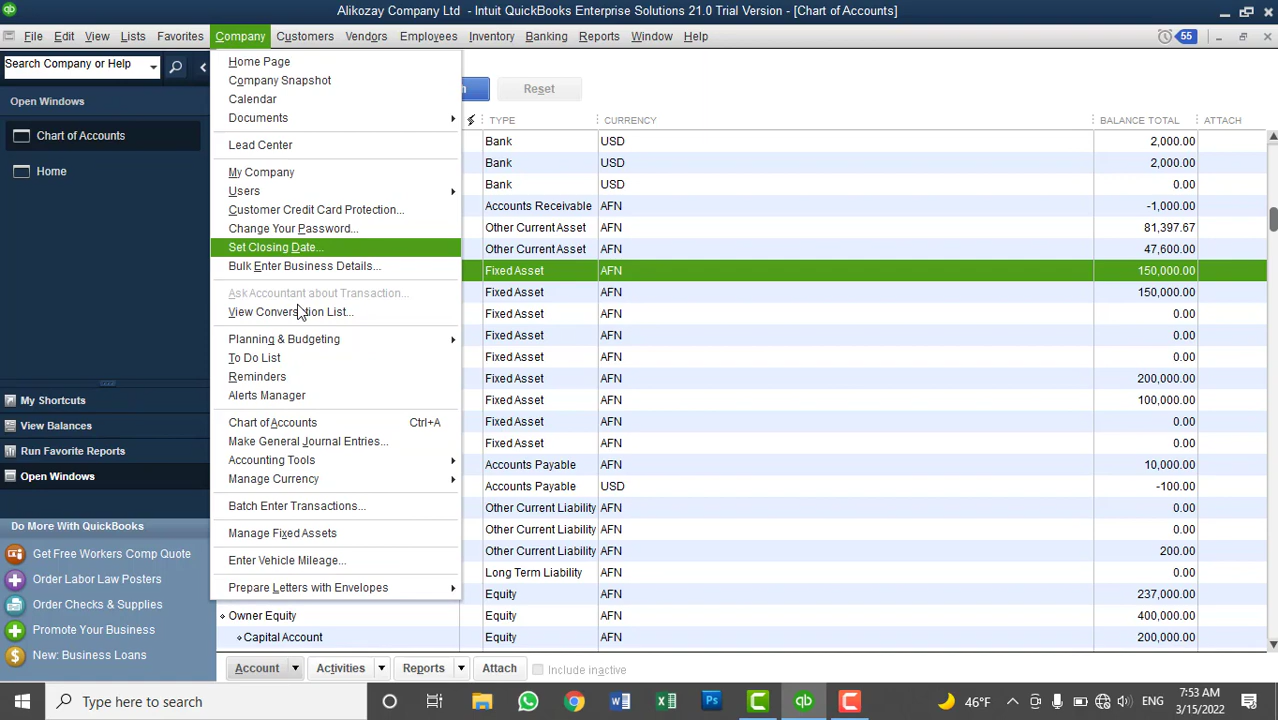 Alikozay Company Ltd - Intuit QuickBooks Enterprise Solutions 21.0 Trial Version - [Chart of Accounts]
File Edit View Lists Favorites Company Customers Vendors Employees Inventory Banking Reports Window Help 55
Search Company or Help
Open Windows
Chart of Accounts
Home
My Shortcuts
View Balances
Run Favorite Reports
Open Windows
Do More With QuickBooks
Get Free Workers Comp Quote
Order Labor Law Posters
Order Checks & Supplies
Promote Your Business
New: Business Loans
Home Page
Company Snapshot
Calendar
Documents
Lead Center
My Company
Users
Customer Credit Card Protection...
Change Your Password...
Set Closing Date...
Bulk Enter Business Details...
Ask Accountant about Transaction...
View Conversation List...
Planning & Budgeting
To Do List
Reminders
Alerts Manager
Chart of Accounts Ctrl+A
Make General Journal Entries...
Accounting Tools
Manage Currency
Batch Enter Transactions...
Manage Fixed Assets
Enter Vehicle Mileage...
Prepare Letters with Envelopes
Reset
TYPE CURRENCY BALANCE TOTAL ATTACH
Bank USD 2,000.00
Bank USD 2,000.00
Bank USD 0.00
Accounts Receivable AFN -1,000.00
Other Current Asset AFN 81,397.67
Other Current Asset AFN 47,600.00
Fixed Asset AFN 150,000.00
Fixed Asset AFN 150,000.00
Fixed Asset AFN 0.00
Fixed Asset AFN 0.00
Fixed Asset AFN 0.00
Fixed Asset AFN 200,000.00
Fixed Asset AFN 100,000.00
Fixed Asset AFN 0.00
Fixed Asset AFN 0.00
Accounts Payable AFN 10,000.00
Accounts Payable USD -100.00
Other Current Liability AFN 0.00
Other Current Liability AFN 0.00
Other Current Liability AFN 200.00
Long Term Liability AFN 0.00
Equity AFN 237,000.00
Owner Equity Equity AFN 400,000.00
Capital Account Equity AFN 200,000.00
Account Activities Reports Attach Include inactive
Type here to search
46°F ENG 7:53 AM
3/15/2022